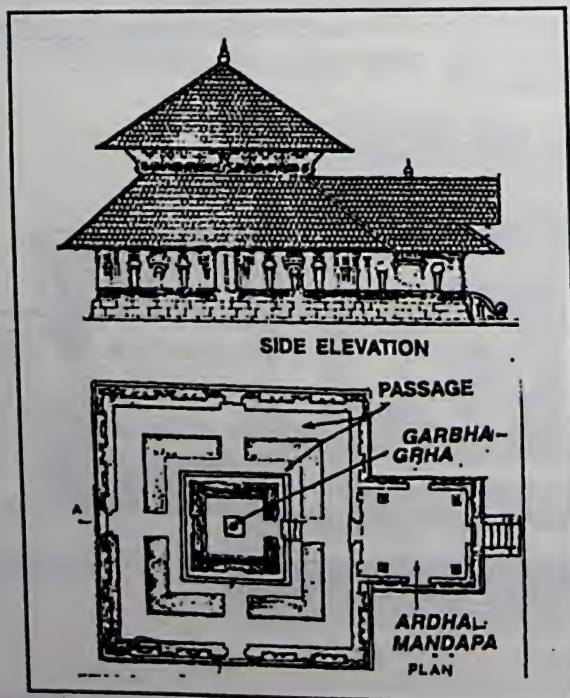 SIDE ELEVATION
PASSAGE
GARBHA-
GRHA
A
ARDHA-
MANDAPA
PLAN